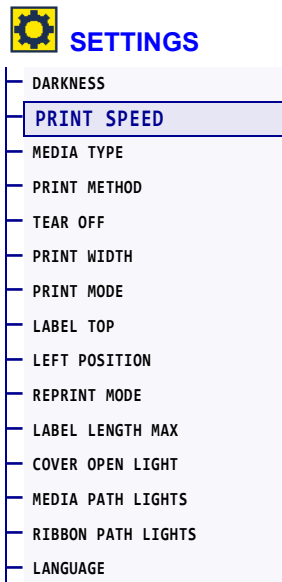 SETTINGS
DARKNESS
PRINT SPEED
MEDIA TYPE
PRINT METHOD
TEAR OFF
PRINT WIDTH
PRINT MODE
LABEL TOP
LEFT POSITION
REPRINT MODE
LABEL LENGTH MAX
COVER OPEN LIGHT
MEDIA PATH LIGHTS
RIBBON PATH LIGHTS
LANGUAGE